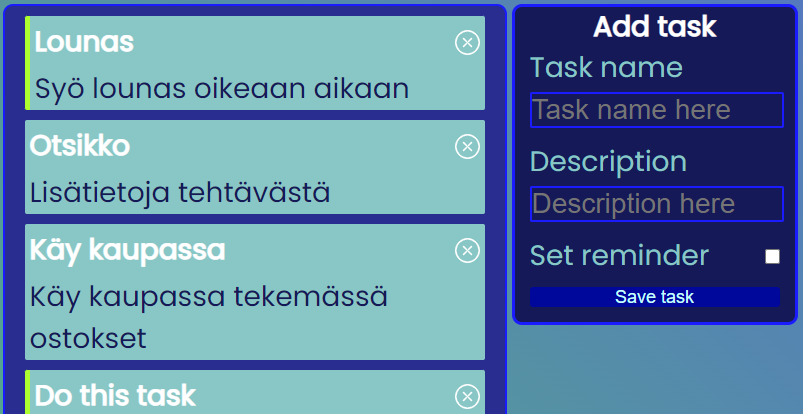 Lounas
Syö lounas oikeaan aikaan
Otsikko
Lisätietoja tehtävästä
Käy kaupassa
Käy kaupassa tekemässä
ostokset
Do this task
Add task
Task name
Task name here
Description
Description here
Set reminder
Save task